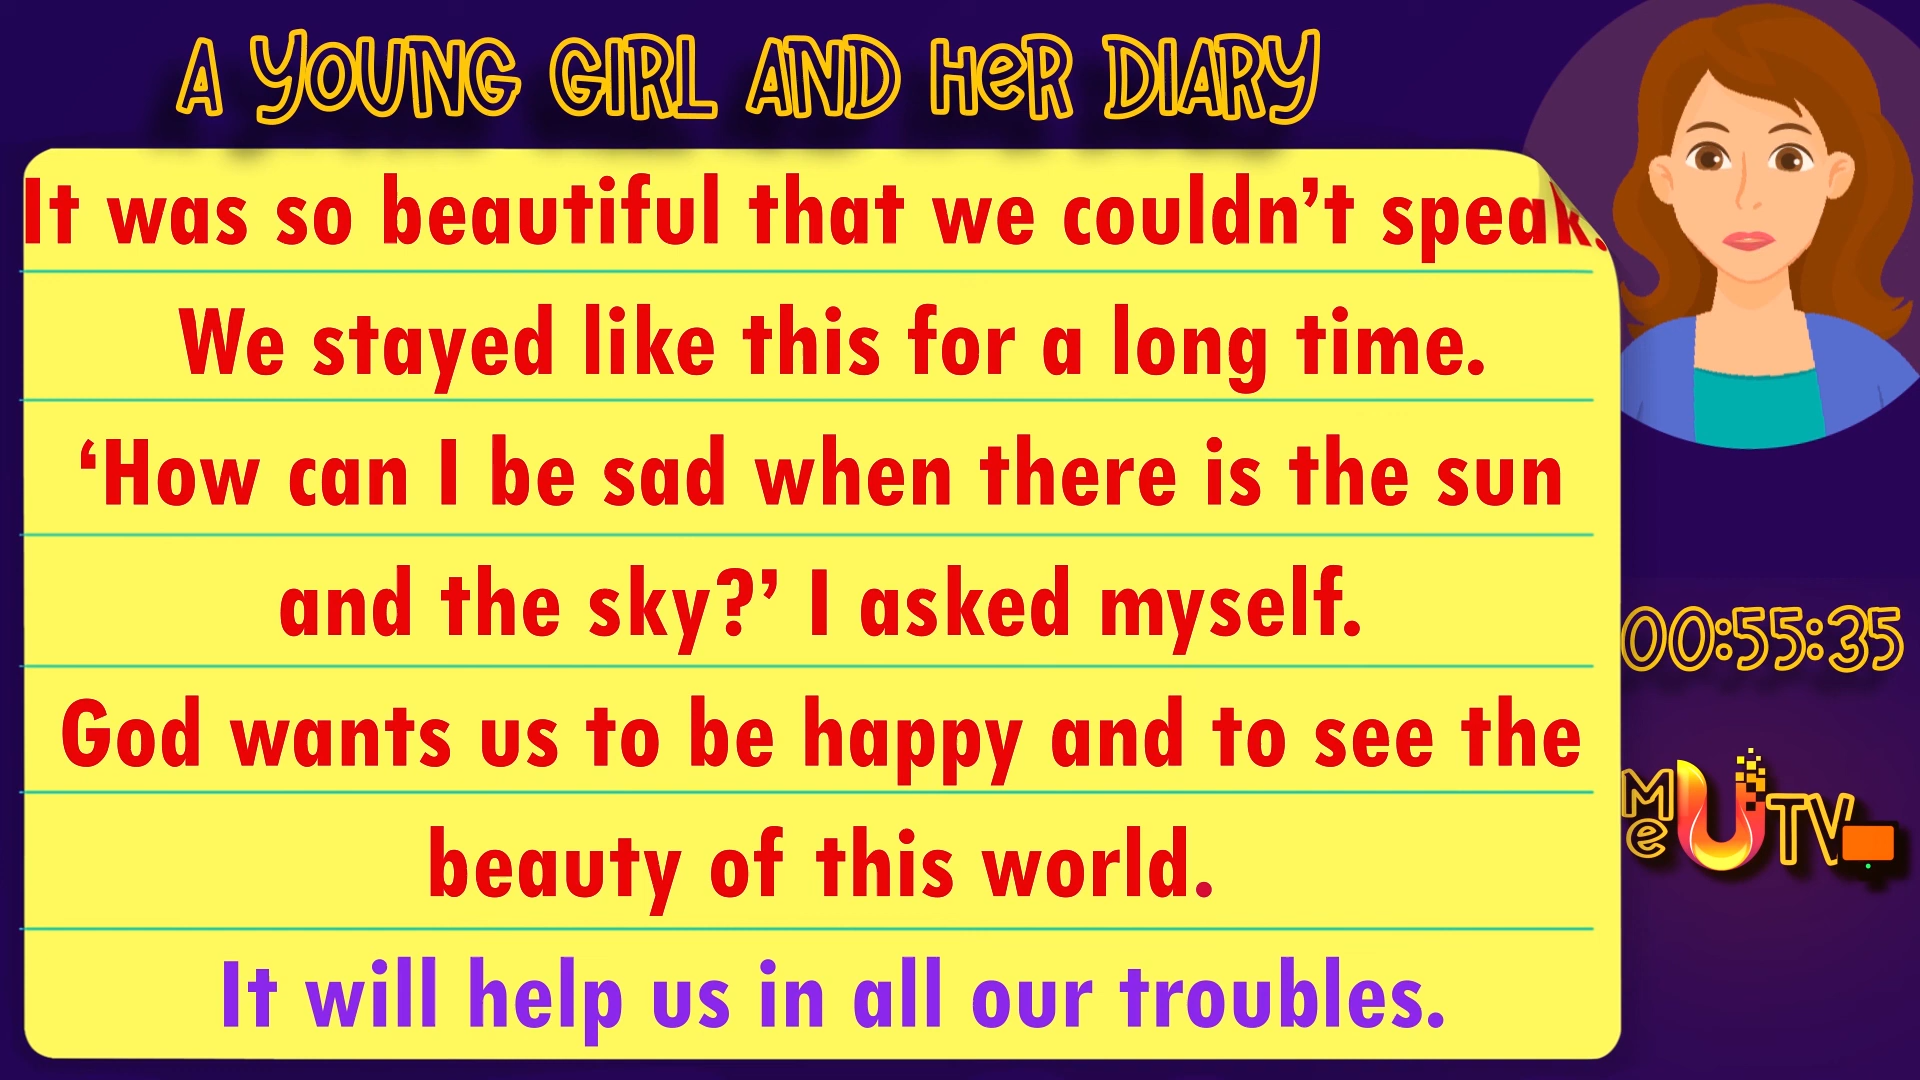 A YOUNG GIRL AND HER DIARY
It was so beautiful that we couldn’t speak.
We stayed like this for a long time.
‘How can I be sad when there is the sun
and the sky?’ I asked myself.
God wants us to be happy and to see the
beauty of this world.
It will help us in all our troubles.
00:55:35
Me U TV